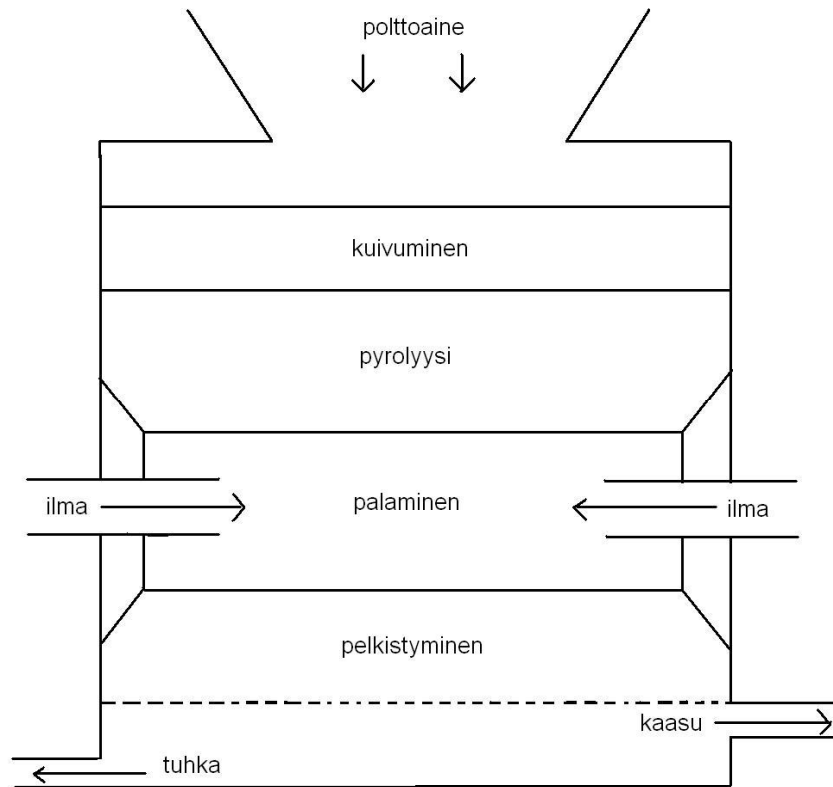 polttoaine
kuivuminen
pyrolyysi
ilma
palaminen
ilma
pelkistyminen
kaasu
tuhka